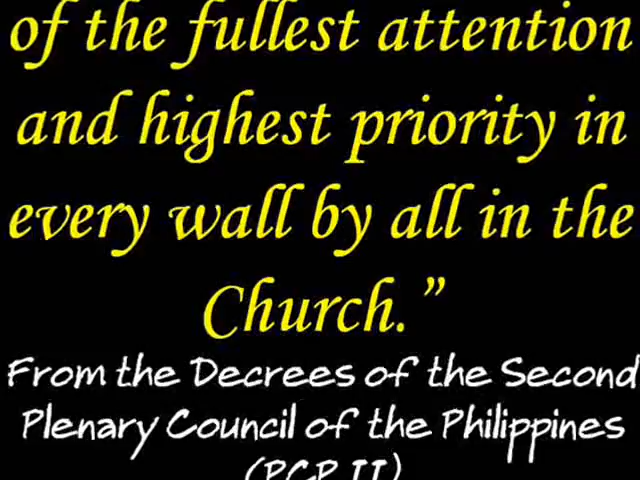 of the fullest attention
and highest priority in
every wall by all in the
Church.”
From the Decrees of the Second
Plenary Council of the Philippines
(PCP II)